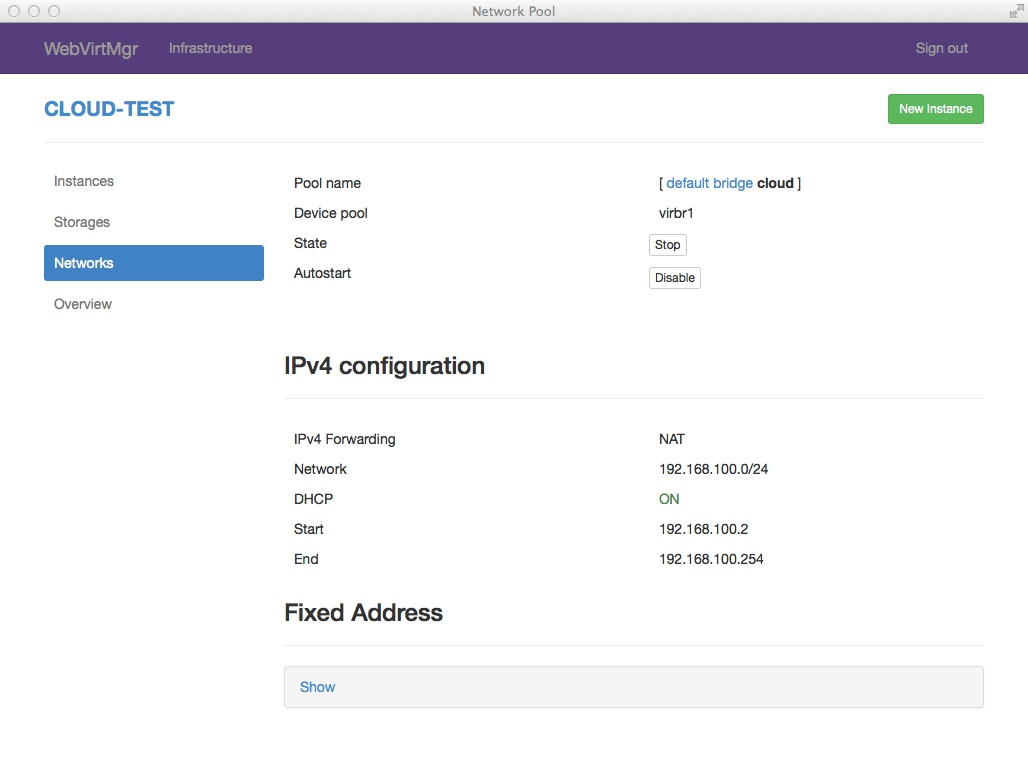 Network Pool
WebVirtMgr Infrastructure Sign out
CLOUD-TEST New Instance
Instances
Storages
Networks
Overview
Pool name [ default bridge cloud ]
Device pool virbr1
State Stop
Autostart Disable
IPv4 configuration
IPv4 Forwarding NAT
Network 192.168.100.0/24
DHCP ON
Start 192.168.100.2
End 192.168.100.254
Fixed Address
Show